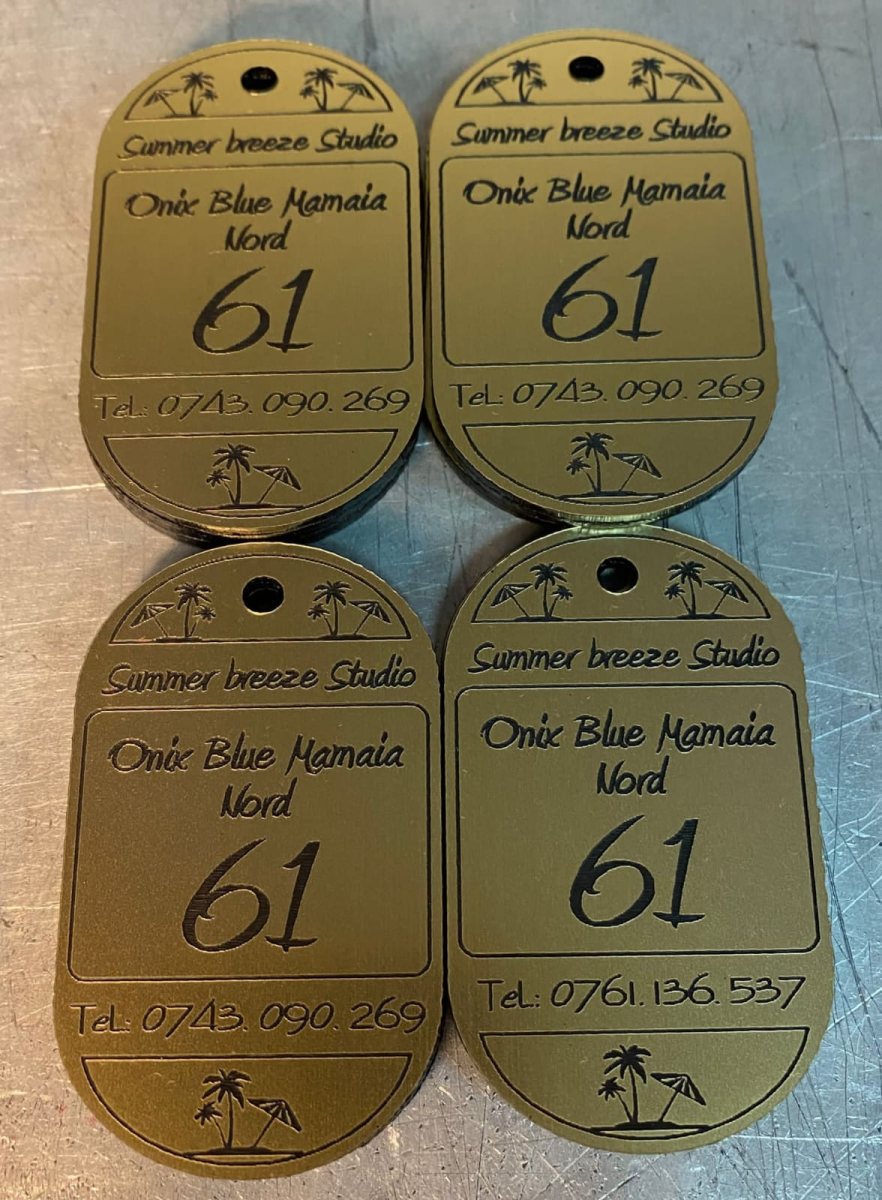 Summer breeze Studio
Onix Blue Mamaia
Nord
61
Tel: 0743.090.269
Summer breeze Studio
Onix Blue Mamaia
Nord
61
Tel: 0743.090.269
Summer breeze Studio
Onix Blue Mamaia
Nord
61
Tel: 0743.090.269
Summer breeze Studio
Onix Blue Mamaia
Nord
61
Tel: 0761.136.537